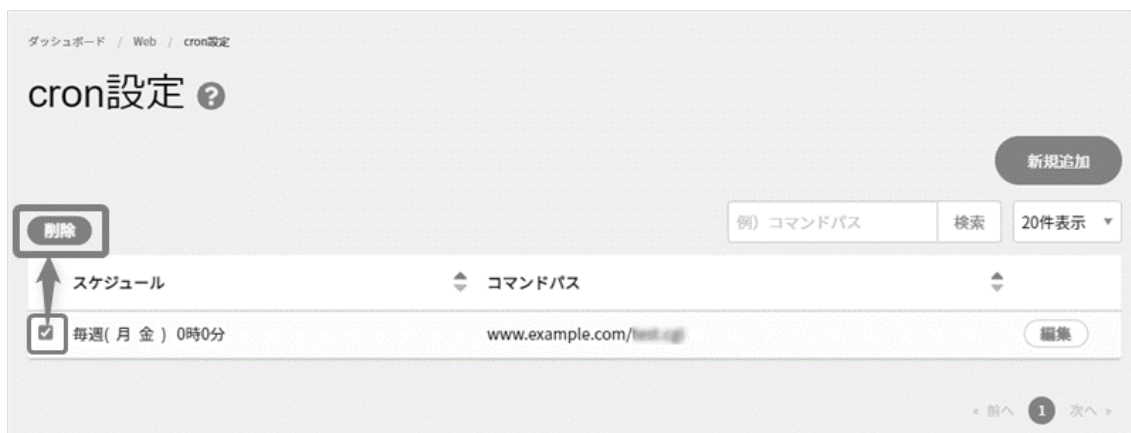 ダッシュボード / Web / cron設定
cron設定 ?
新規追加
削除
例）コマンドパス 検索 20件表示
スケジュール コマンドパス
毎週( 月 金 ) 0時0分 www.example.com/ 編集
« 前へ 1 次へ »